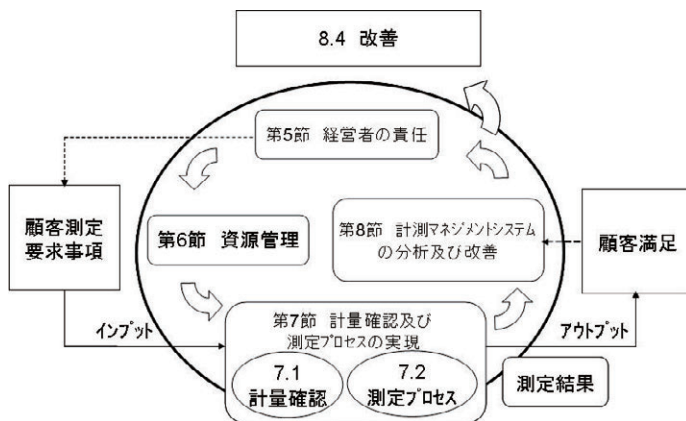 8.4 改善
第5節 経営者の責任
顧客測定
要求事項
第6節 資源管理
第8節 計測マネジメントシステム
の分析及び改善
顧客満足
インプット
第7節 計量確認及び
測定プロセスの実現
アウトプット
7.1
計量確認
7.2
測定プロセス
測定結果